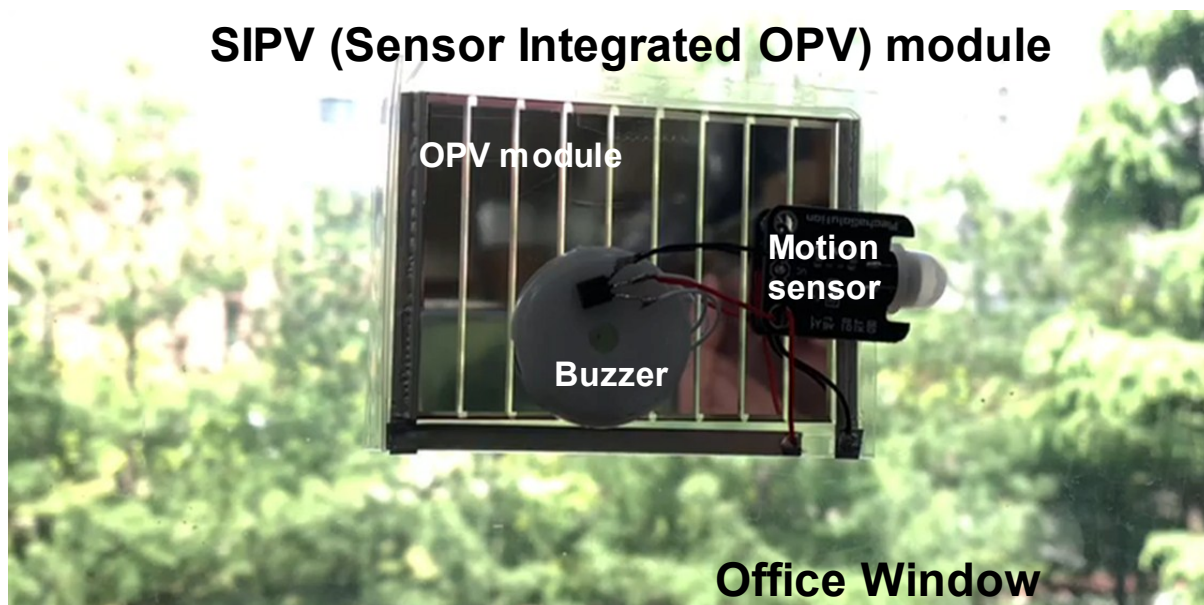 SIPV (Sensor Integrated OPV) module
OPV module
Motion
sensor
Buzzer
Office Window